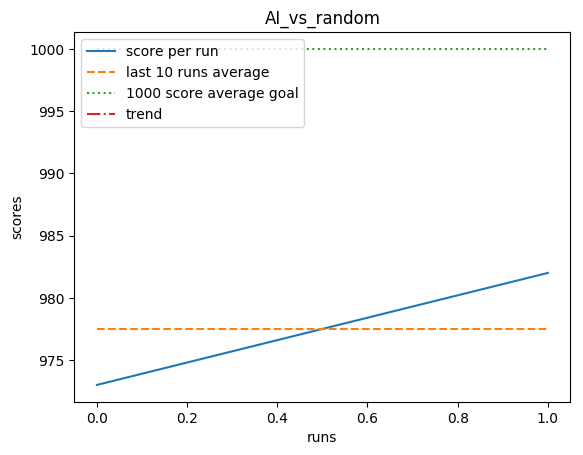 AI_vs_random
score per run
last 10 runs average
1000 score average goal
trend
1000
995
990
985
980
975
scores
0.0 0.2 0.4 0.6 0.8 1.0
runs